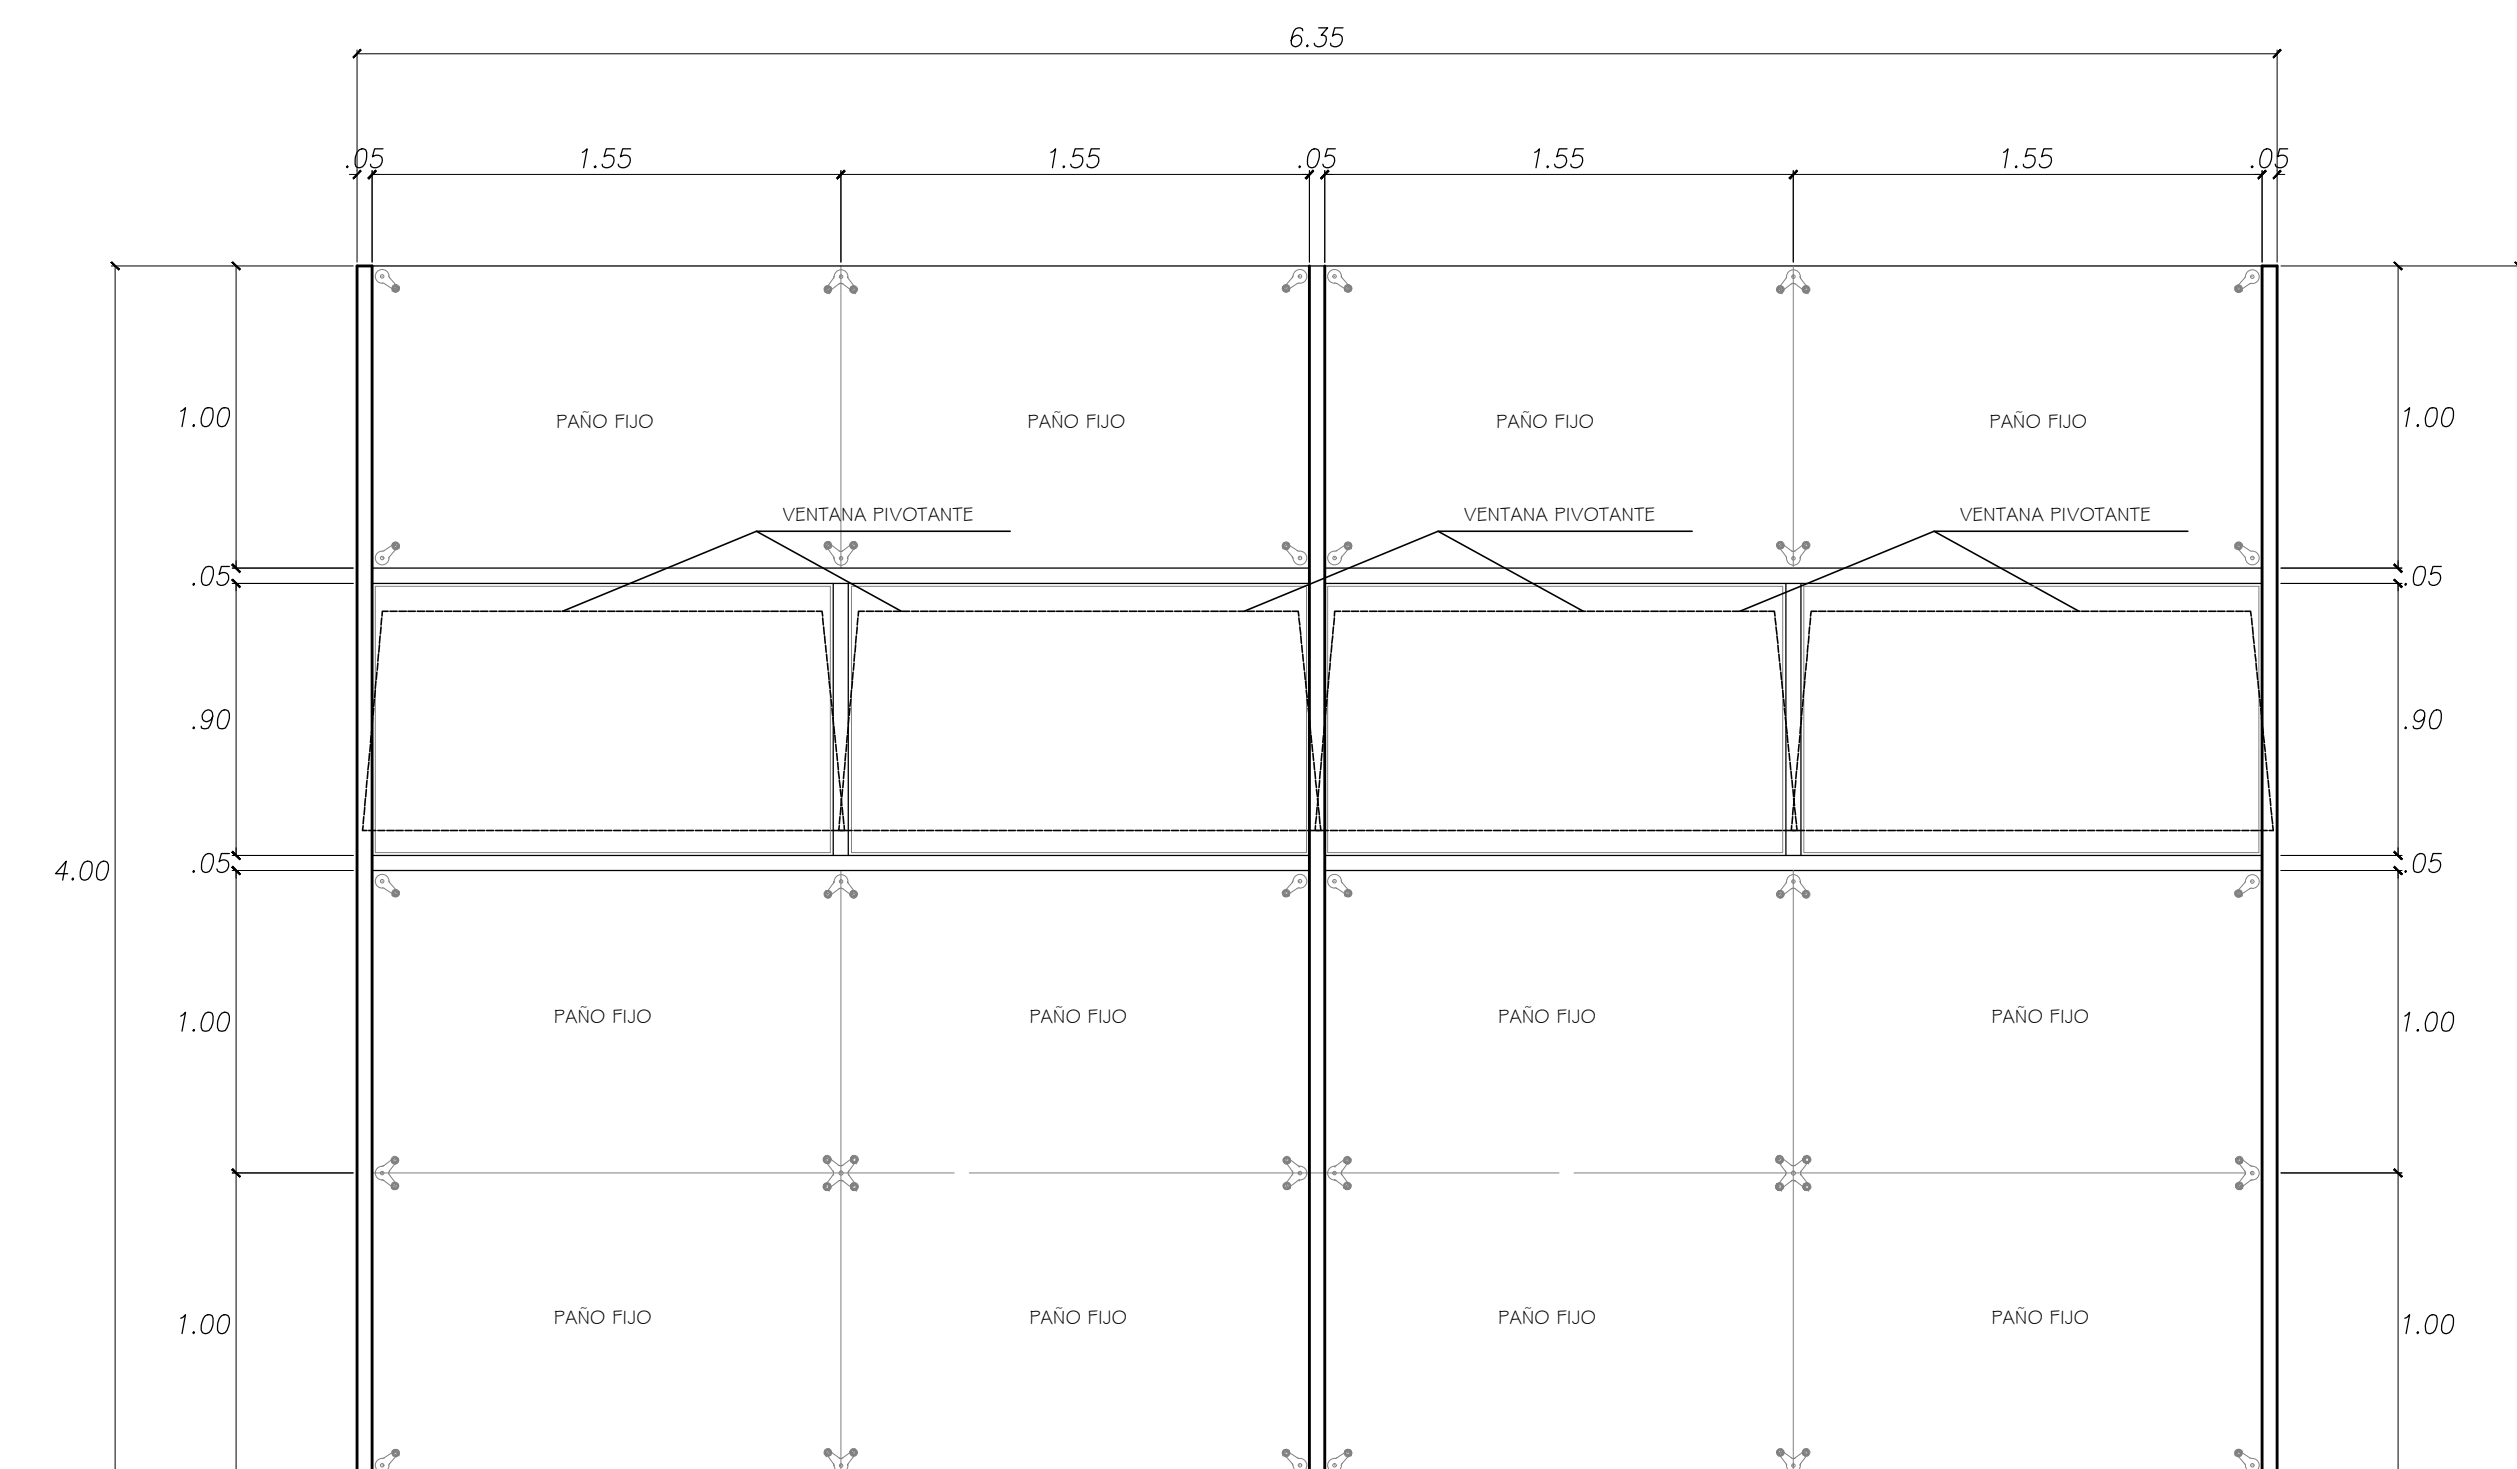 6.35
.05 1.55 1.55 .05 1.55 1.55 .05
1.00 PAÑO FIJO PAÑO FIJO PAÑO FIJO PAÑO FIJO 1.00
VENTANA PIVOTANTE VENTANA PIVOTANTE VENTANA PIVOTANTE
.05 .05
.90 .90
.05 .05
4.00
1.00 PAÑO FIJO PAÑO FIJO PAÑO FIJO PAÑO FIJO 1.00
1.00 PAÑO FIJO PAÑO FIJO PAÑO FIJO PAÑO FIJO 1.00